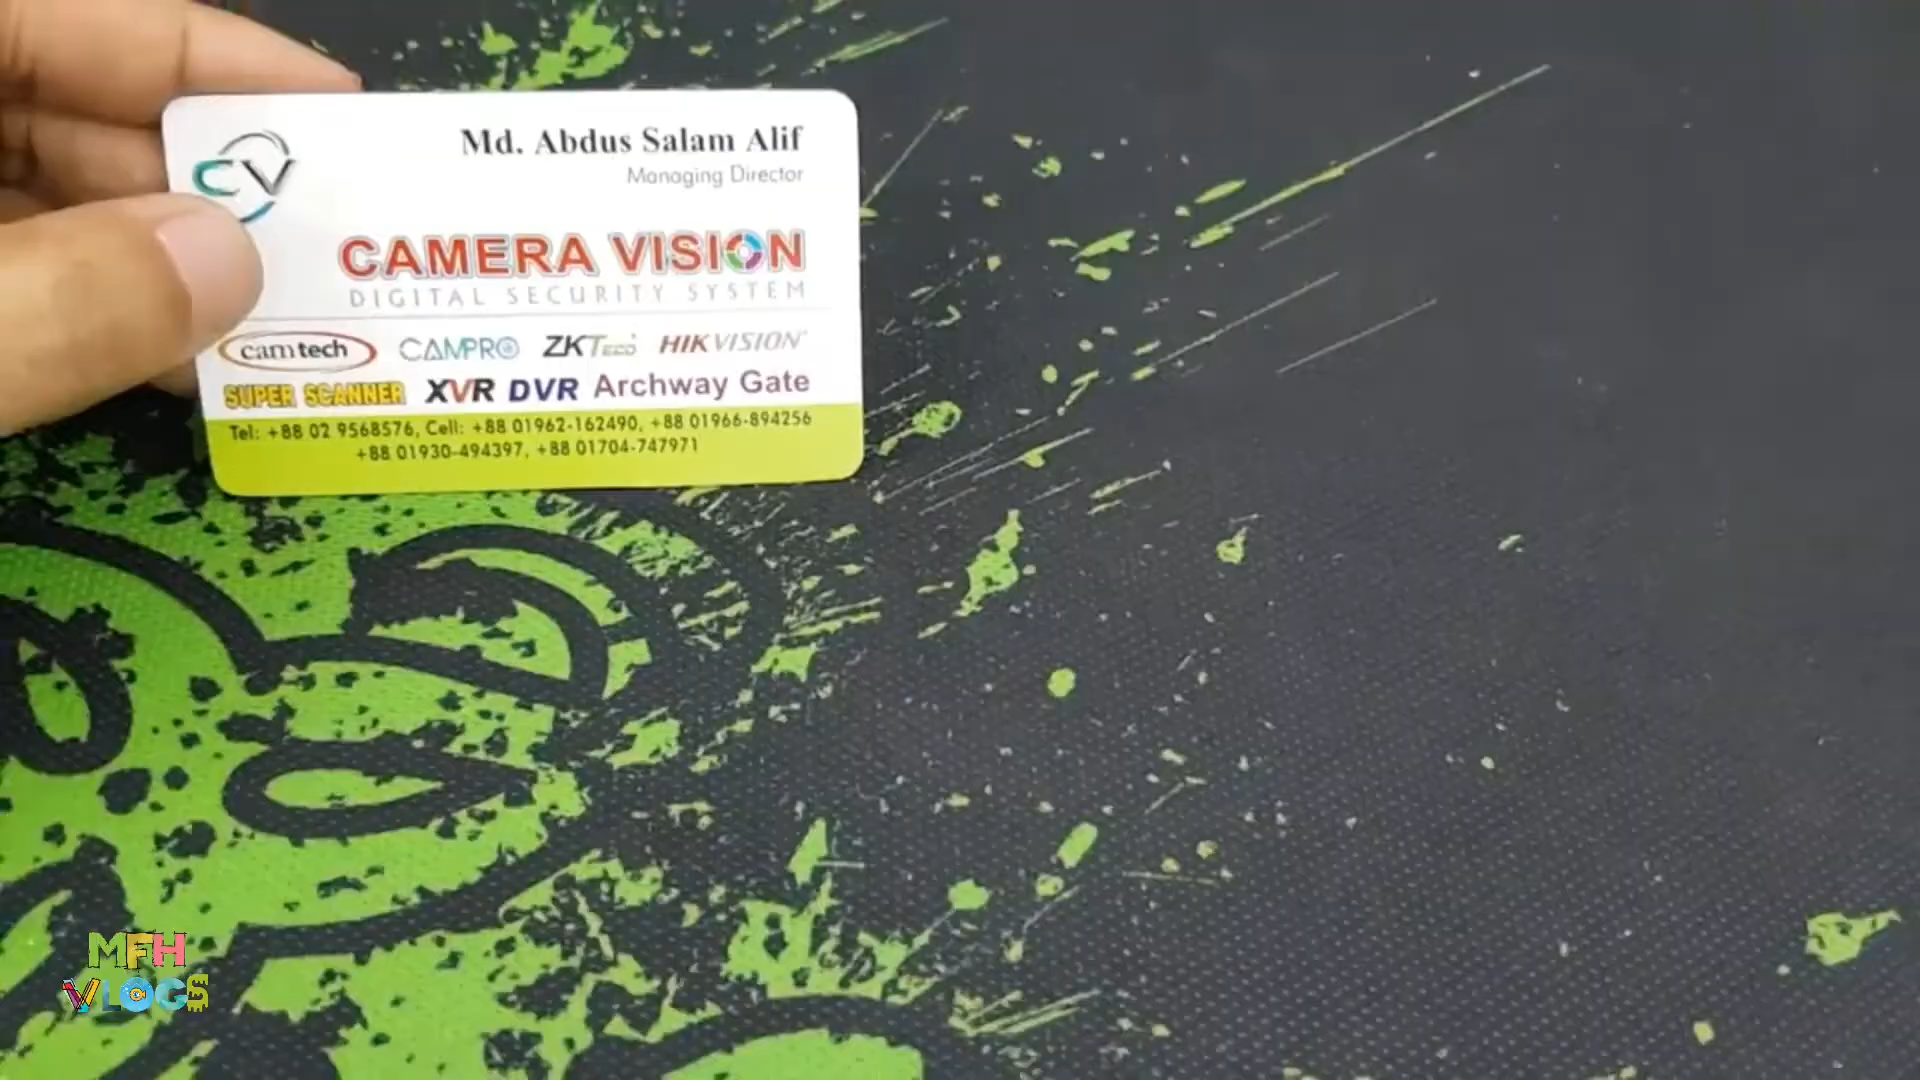 CV
Md. Abdus Salam Alif
Managing Director
CAMERA VISION
DIGITAL SECURITY SYSTEM
camtech CAMPRO ZKTeco HIKVISION
SUPER SCANNER XVR DVR Archway Gate
Tel: +88 02 9568576, Cell: +88 01962-162490, +88 01966-894256
+88 01930-494397, +88 01704-747971
MFH
VLOGS